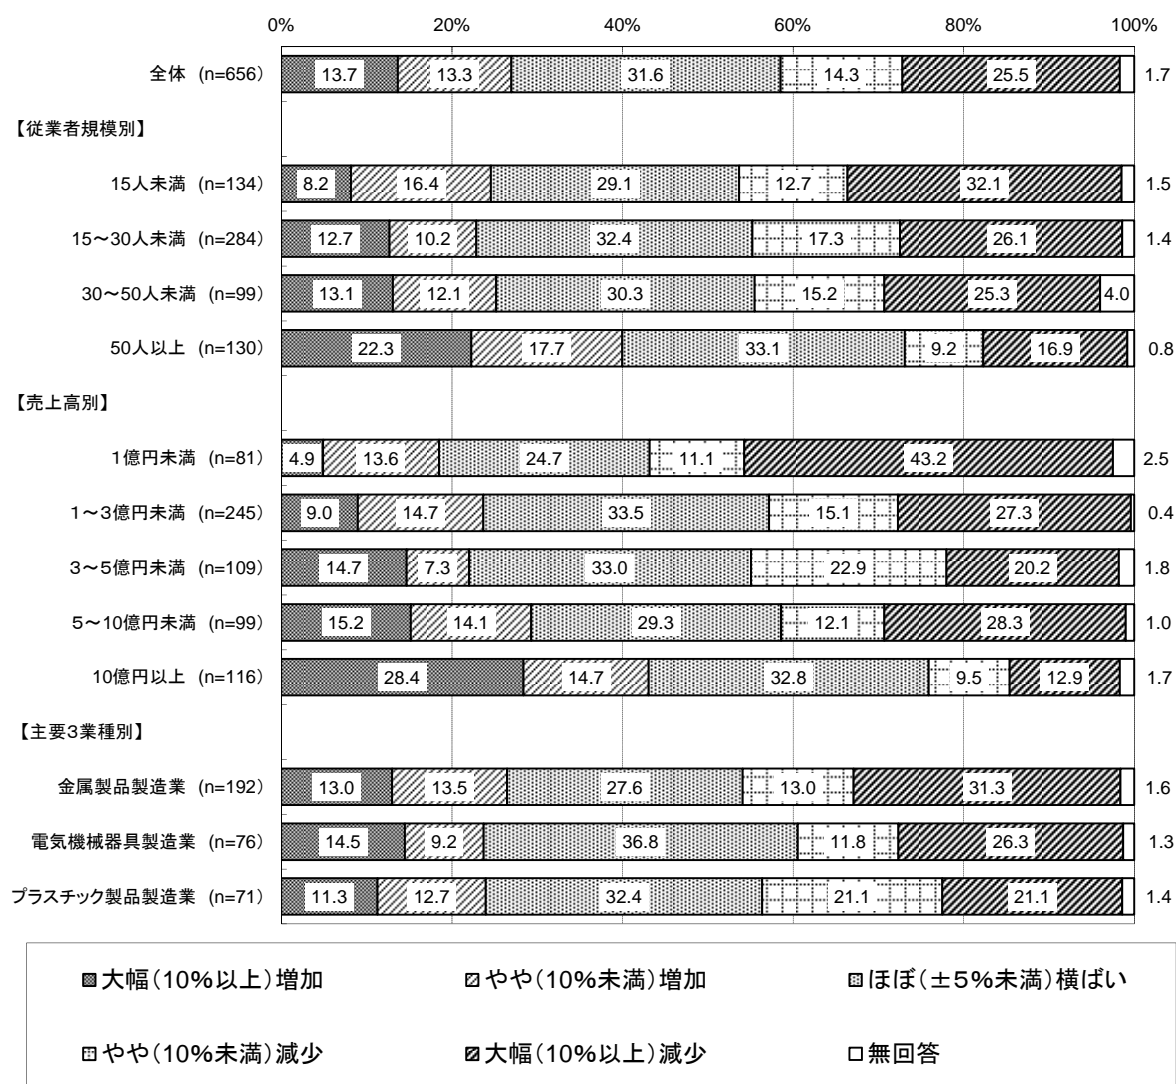 0% 20% 40% 60% 80% 100%
全体 (n=656) 13.7 13.3 31.6 14.3 25.5 1.7
【従業者規模別】
15人未満 (n=134) 8.2 16.4 29.1 12.7 32.1 1.5
15～30人未満 (n=284) 12.7 10.2 32.4 17.3 26.1 1.4
30～50人未満 (n=99) 13.1 12.1 30.3 15.2 25.3 4.0
50人以上 (n=130) 22.3 17.7 33.1 9.2 16.9 0.8
【売上高別】
1億円未満 (n=81) 4.9 13.6 24.7 11.1 43.2 2.5
1～3億円未満 (n=245) 9.0 14.7 33.5 15.1 27.3 0.4
3～5億円未満 (n=109) 14.7 7.3 33.0 22.9 20.2 1.8
5～10億円未満 (n=99) 15.2 14.1 29.3 12.1 28.3 1.0
10億円以上 (n=116) 28.4 14.7 32.8 9.5 12.9 1.7
【主要3業種別】
金属製品製造業 (n=192) 13.0 13.5 27.6 13.0 31.3 1.6
電気機械器具製造業 (n=76) 14.5 9.2 36.8 11.8 26.3 1.3
プラスチック製品製造業 (n=71) 11.3 12.7 32.4 21.1 21.1 1.4
大幅（10%以上）増加 やや（10%未満）増加 ほぼ（±5%未満）横ばい
やや（10%未満）減少 大幅（10%以上）減少 無回答